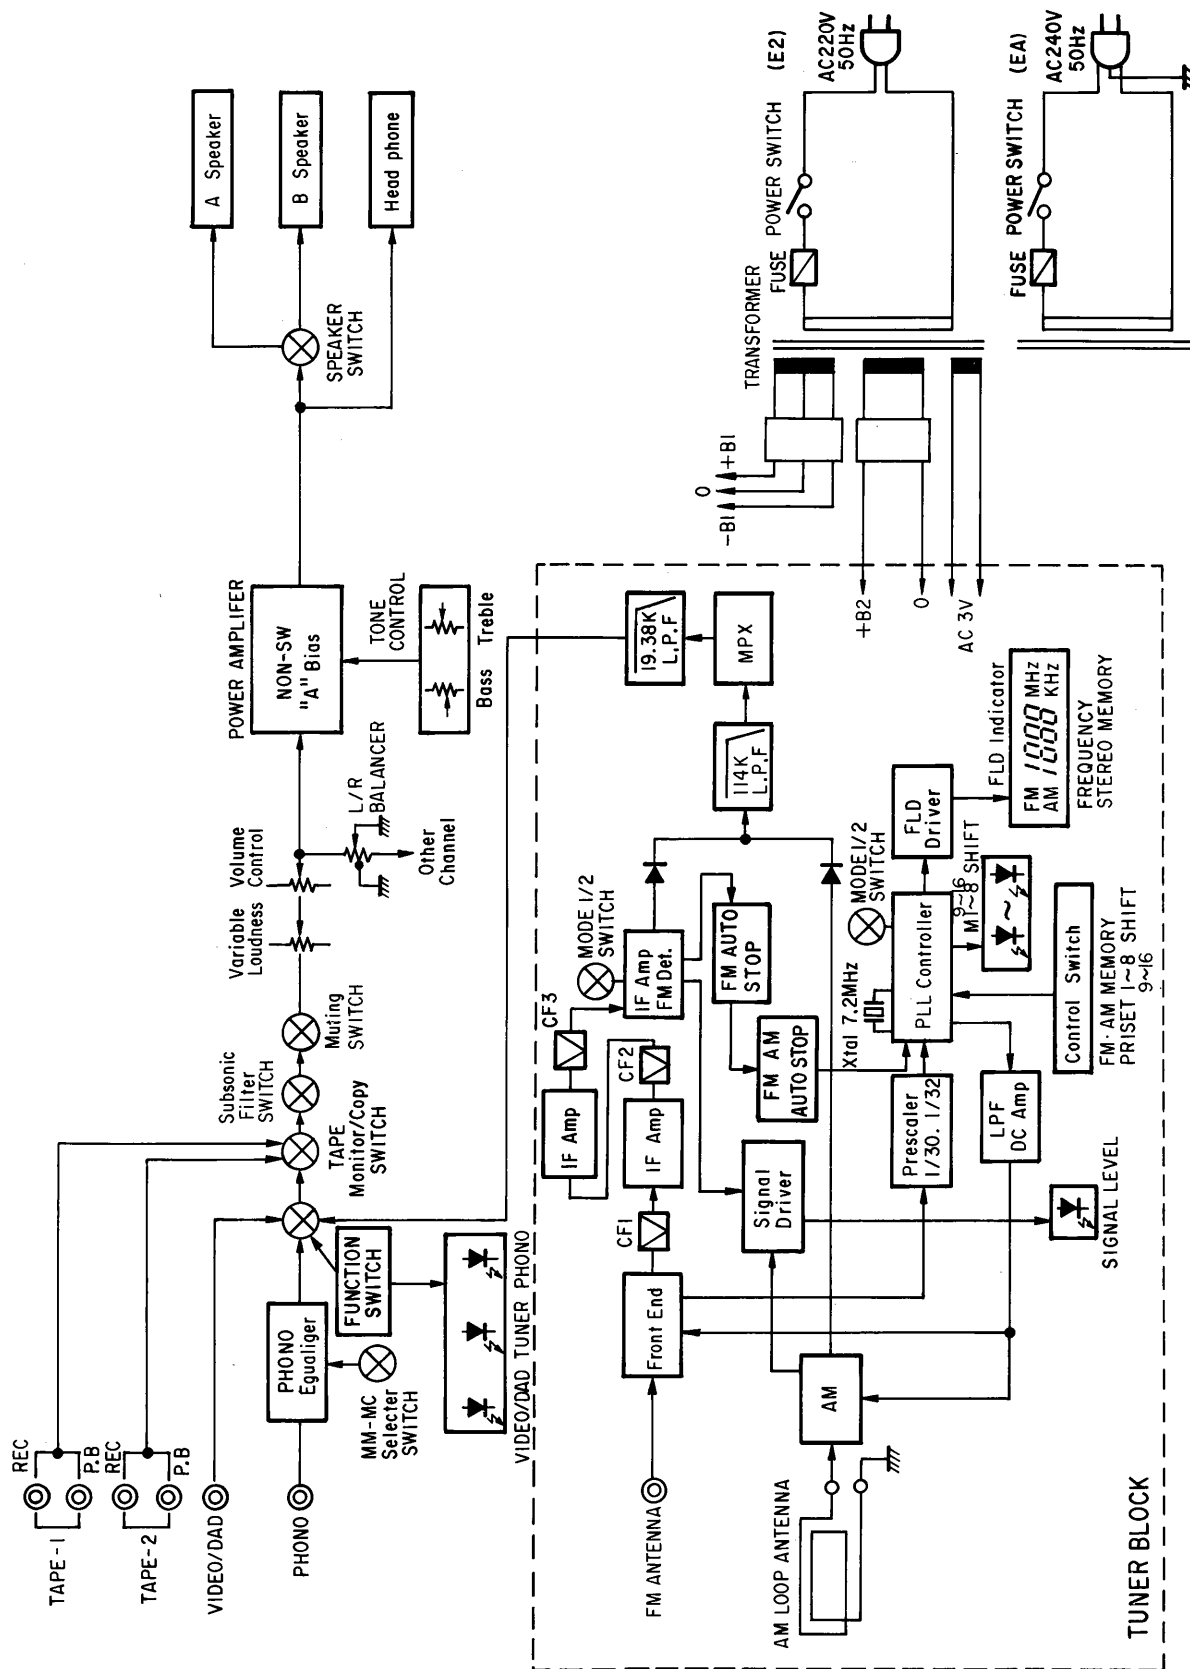 TAPE-1
REC
P.B
TAPE-2
REC
P.B
VIDEO/DAD
PHONO
PHONO
Equaliger
MM-MC
Selecter
SWITCH
FUNCTION
SWITCH
VIDEO/DAD TUNER PHONO
TAPE
Monitor/Copy
SWITCH
Subsonic
Filter
SWITCH
Muting
SWITCH
Variable
Loudness
Volume
Control
L/R
BALANCER
Other
Channel
POWER AMPLIFER
NON-SW
"A" Bias
TONE
CONTROL
Bass
Treble
SPEAKER
SWITCH
A Speaker
B Speaker
Head phone
FM ANTENNA
Front End
CF1
IF Amp
CF2
IF Amp
CF3
MODE 1/2
SWITCH
IF Amp
FM Det.
FM AUTO
STOP
FM AM
AUTO STOP
Signal
Driver
114K
L.P.F
MPX
19.38K
L.P.F
AM LOOP ANTENNA
AM
Prescaler
1/30. 1/32
Xtal 7.2MHz
PLL Controller
MODE 1/2
SWITCH
FLD
Driver
FLD Indicator
FM 1000 MHz
AM 1000 KHz
FREQUENCY
STEREO MEMORY
9~16
M1~8 SHIFT
~
LPF
DC Amp
Control Switch
FM·AM MEMORY
PRISET 1~8 SHIFT
9~16
SIGNAL LEVEL
TUNER BLOCK
-B1
0
+B1
+B2
0
AC 3V
TRANSFORMER
FUSE
POWER SWITCH
(E2)
AC220V
50Hz
FUSE
POWER SWITCH
(EA)
AC240V
50Hz